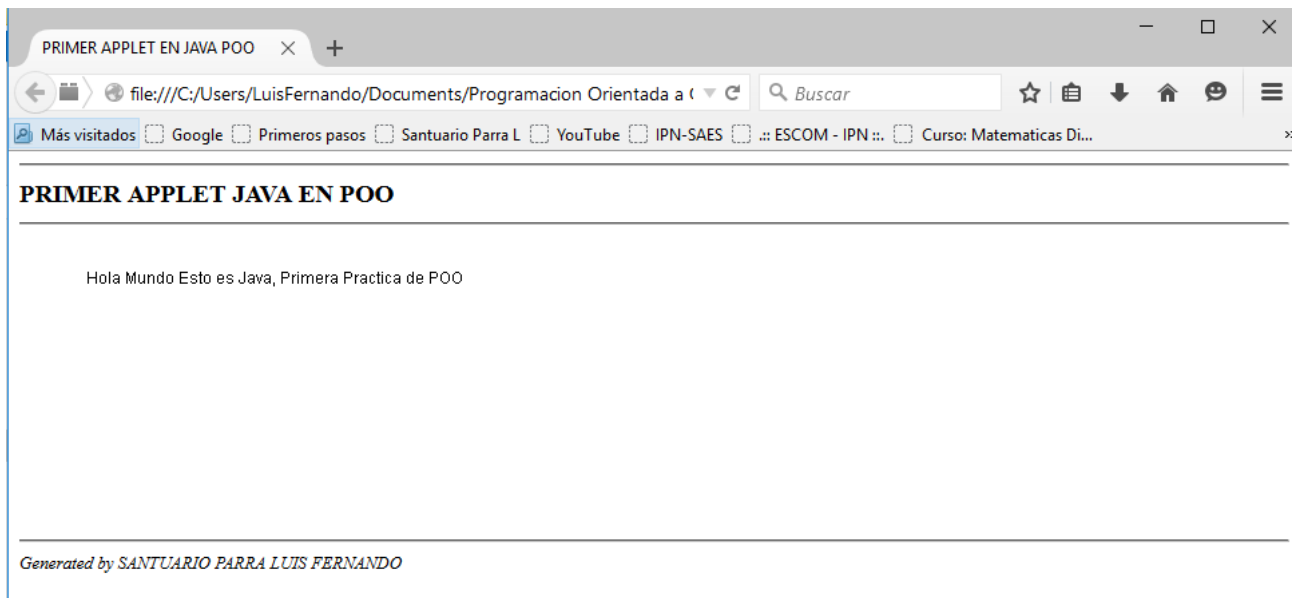 PRIMER APPLET EN JAVA POO
file:///C:/Users/LuisFernando/Documents/Programacion Orientada a
Buscar
Más visitados Google Primeros pasos Santuario Parra L YouTube IPN-SAES .:: ESCOM - IPN ::. Curso: Matematicas Di...
PRIMER APPLET JAVA EN POO
Hola Mundo Esto es Java, Primera Practica de POO
Generated by SANTUARIO PARRA LUIS FERNANDO